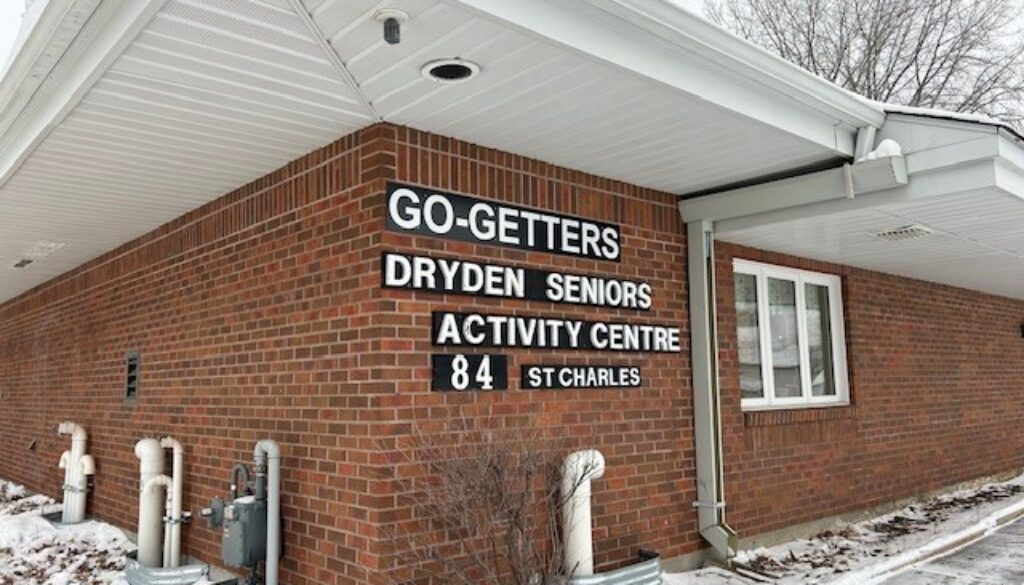 GO-GETTERS
DRYDEN SENIORS
ACTIVITY CENTRE
84 ST CHARLES